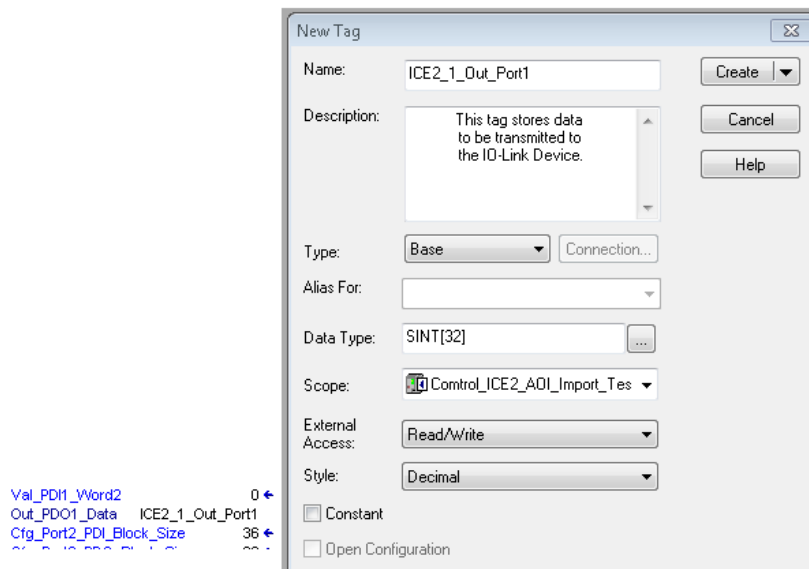 New Tag
Name: ICE2_1_Out_Port1
Create
Description: This tag stores data
to be transmitted to
the IO-Link Device.
Cancel
Help
Type: Base Connection...
Alias For:
Data Type: SINT[32] ...
Scope: Comtrol_ICE2_AOI_Import_Tes
External
Access: Read/Write
Style: Decimal
Constant
Open Configuration
Val_PDI1_Word2 0
Out_PDO1_Data ICE2_1_Out_Port1
Cfg_Port2_PDI_Block_Size 36